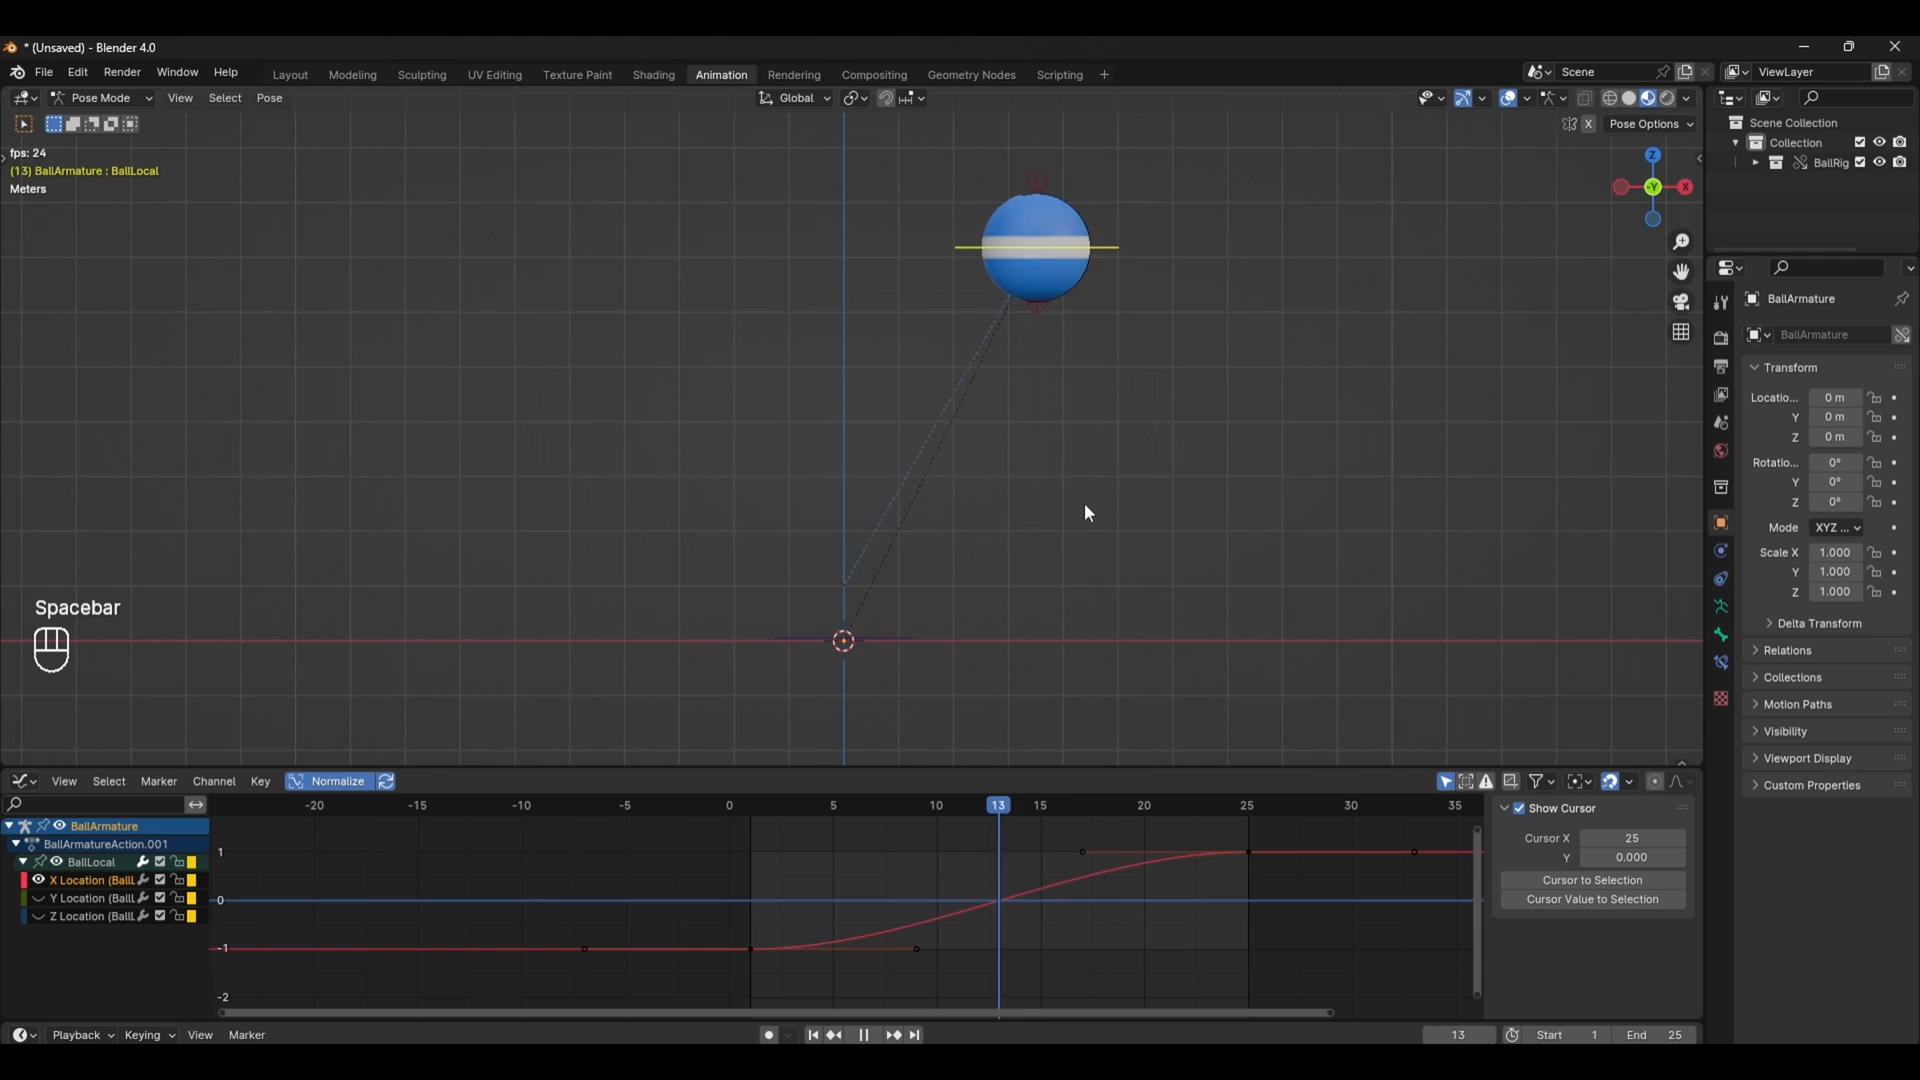 * (Unsaved) - Blender 4.0
File Edit Render Window Help Layout Modeling Sculpting UV Editing Texture Paint Shading Animation Rendering Compositing Geometry Nodes Scripting + Scene ViewLayer
Pose Mode View Select Pose Global
X Pose Options
fps: 24
(13) BallArmature : BallLocal
Meters
Z
-Y X
Spacebar
Scene Collection
Collection
BallRig
BallArmature
BallArmature
Transform
Locatio... 0 m
Y 0 m
Z 0 m
Rotatio... 0°
Y 0°
Z 0°
Mode XYZ ...
Scale X 1.000
Y 1.000
Z 1.000
Delta Transform
Relations
Collections
Motion Paths
Visibility
Viewport Display
Custom Properties
View Select Marker Channel Key Normalize
-20 -15 -10 -5 0 5 10 13 15 20 25 30 35
BallArmature
BallArmatureAction.001
BallLocal
X Location (BallL
Y Location (BallL
Z Location (BallL
1
0
-1
-2
Show Cursor
Cursor X 25
Y 0.000
Cursor to Selection
Cursor Value to Selection
Playback Keying View Marker 13 Start 1 End 25